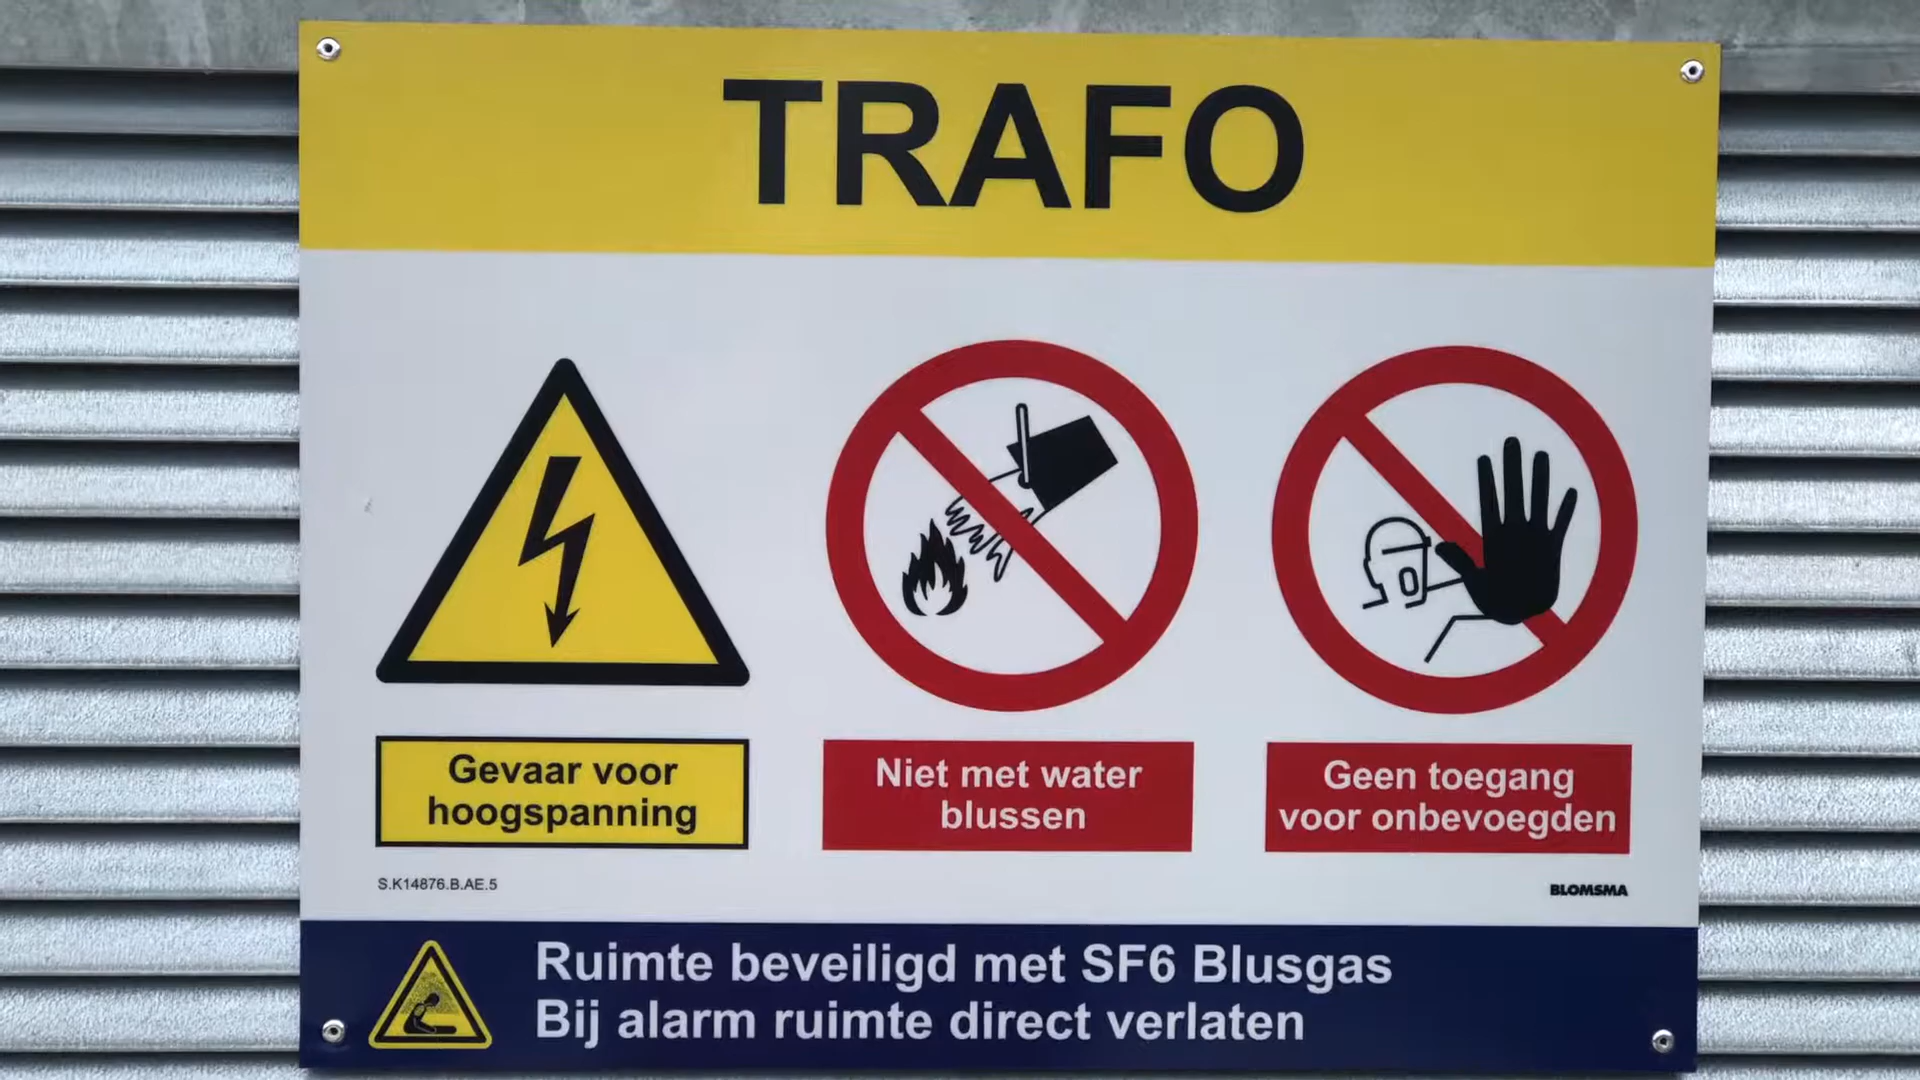 TRAFO
Gevaar voor
hoogspanning
Niet met water
blussen
Geen toegang
voor onbevoegden
S.K14876.B.AE.5
BLOMSMA
Ruimte beveiligd met SF6 Blusgas
Bij alarm ruimte direct verlaten